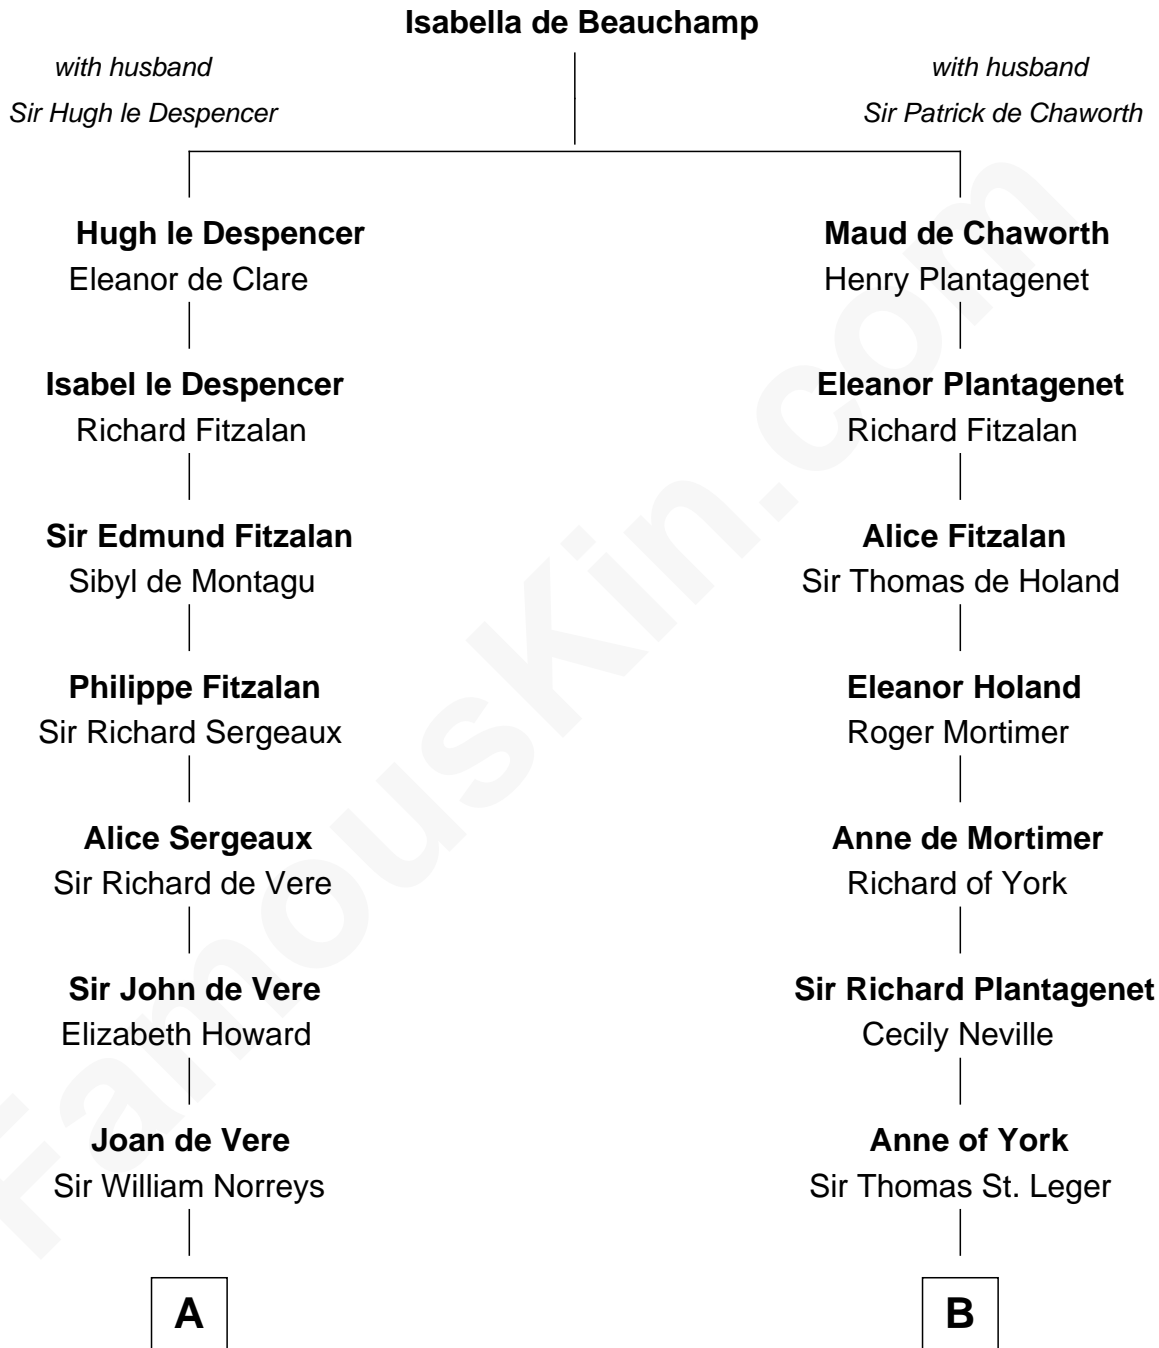 Isabella de Beauchamp
with husband
Sir Hugh le Despencer
with husband
Sir Patrick de Chaworth
Hugh le Despencer
Eleanor de Clare
Maud de Chaworth
Henry Plantagenet
Isabel le Despencer
Richard Fitzalan
Eleanor Plantagenet
Richard Fitzalan
Sir Edmund Fitzalan
Sibyl de Montagu
Alice Fitzalan
Sir Thomas de Holand
Philippe Fitzalan
Sir Richard Sergeaux
Eleanor Holand
Roger Mortimer
Alice Sergeaux
Sir Richard de Vere
Anne de Mortimer
Richard of York
Sir John de Vere
Elizabeth Howard
Sir Richard Plantagenet
Cecily Neville
Joan de Vere
Sir William Norreys
Anne of York
Sir Thomas St. Leger
A
B
FamousKin.com